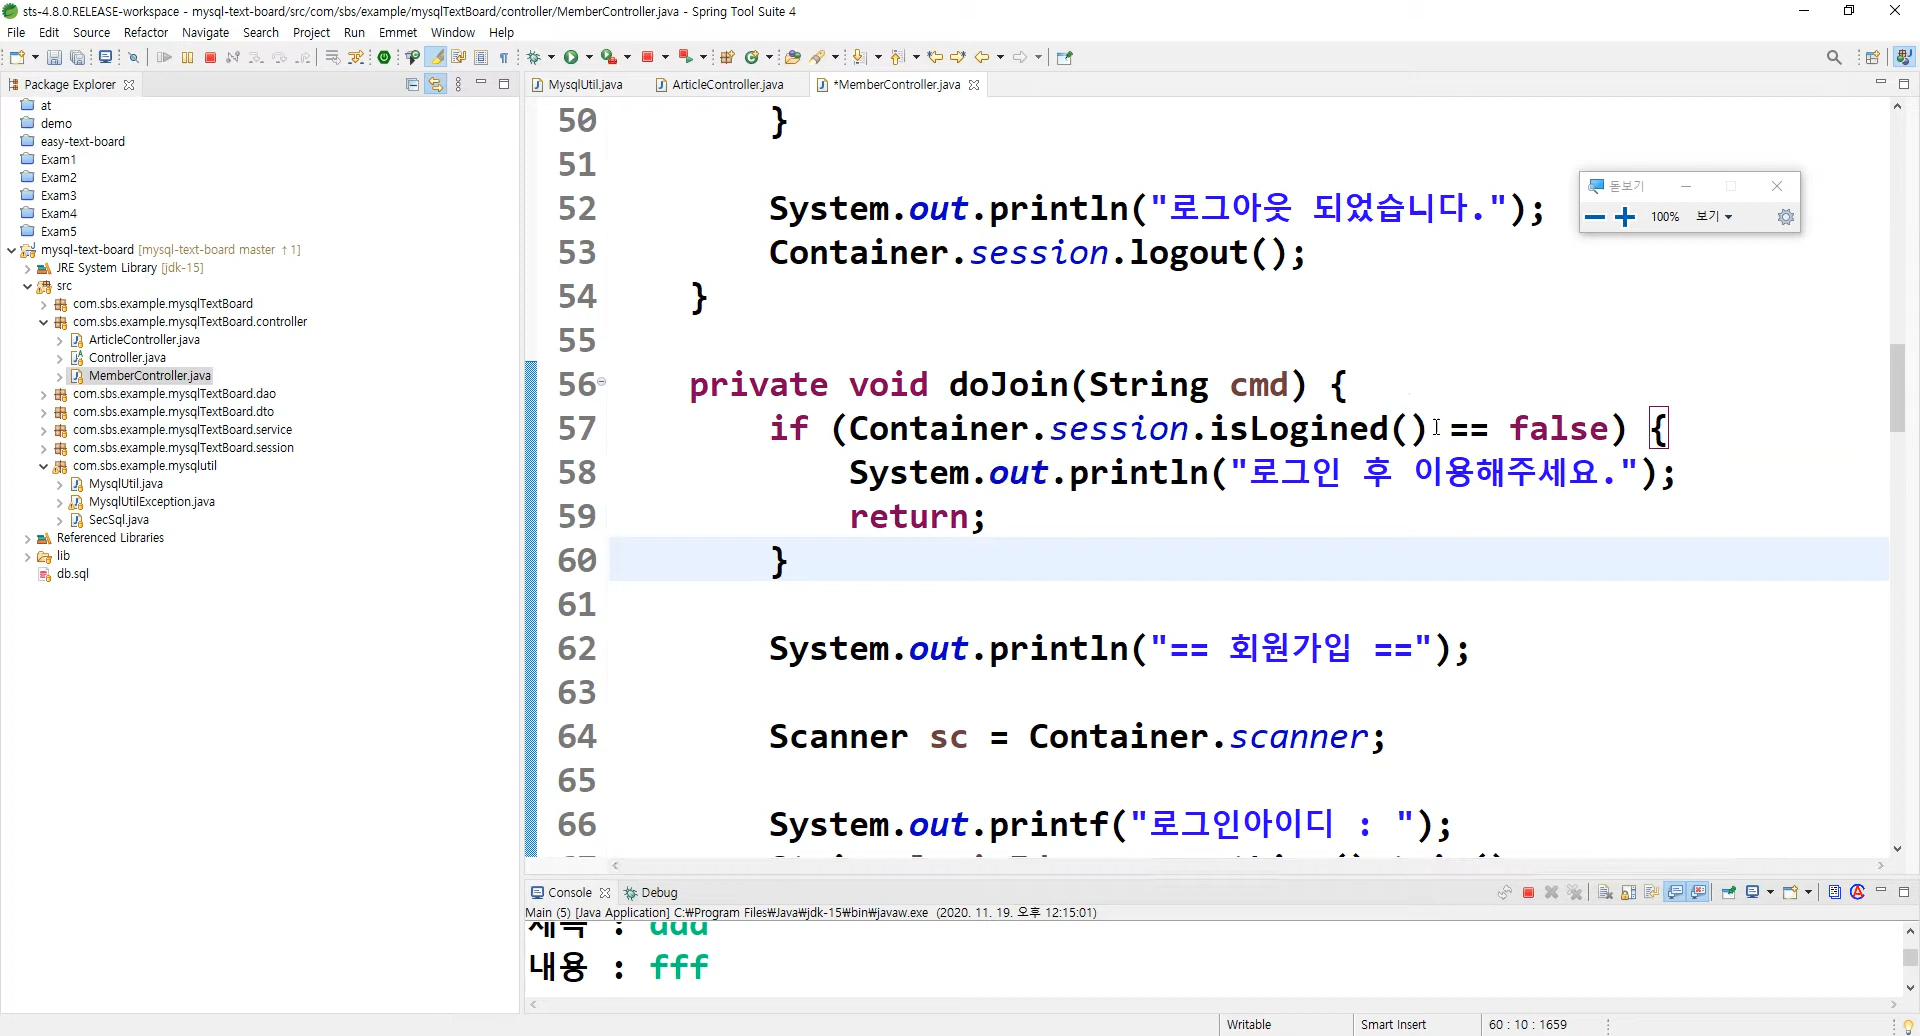 sts-4.8.0.RELEASE-workspace - mysql-text-board/src/com/sbs/example/mysqlTextBoard/controller/MemberController.java - Spring Tool Suite 4
File Edit Source Refactor Navigate Search Project Run Emmet Window Help
Package Explorer
MysqlUtil.java ArticleController.java *MemberController.java
at
demo
easy-text-board
Exam1
Exam2
Exam3
Exam4
Exam5
mysql-text-board [mysql-text-board master ↑1]
JRE System Library [jdk-15]
src
com.sbs.example.mysqlTextBoard
com.sbs.example.mysqlTextBoard.controller
ArticleController.java
Controller.java
MemberController.java
com.sbs.example.mysqlTextBoard.dao
com.sbs.example.mysqlTextBoard.dto
com.sbs.example.mysqlTextBoard.service
com.sbs.example.mysqlTextBoard.session
com.sbs.example.mysqlutil
MysqlUtil.java
MysqlUtilException.java
SecSql.java
Referenced Libraries
lib
db.sql
50 }
51
52 System.out.println("로그아웃 되었습니다.");
53 Container.session.logout();
54 }
55
56 private void doJoin(String cmd) {
57 if (Container.session.isLogined() == false) {
58 System.out.println("로그인 후 이용해주세요.");
59 return;
60 }
61
62 System.out.println("== 회원가입 ==");
63
64 Scanner sc = Container.scanner;
65
66 System.out.printf("로그인아이디 : ");
돋보기
100% 보기
Console Debug
Main (5) [Java Application] C:₩Program Files₩Java₩jdk-15₩bin₩javaw.exe (2020. 11. 19. 오후 12:15:01)
내용 : fff
Writable Smart Insert 60 : 10 : 1659